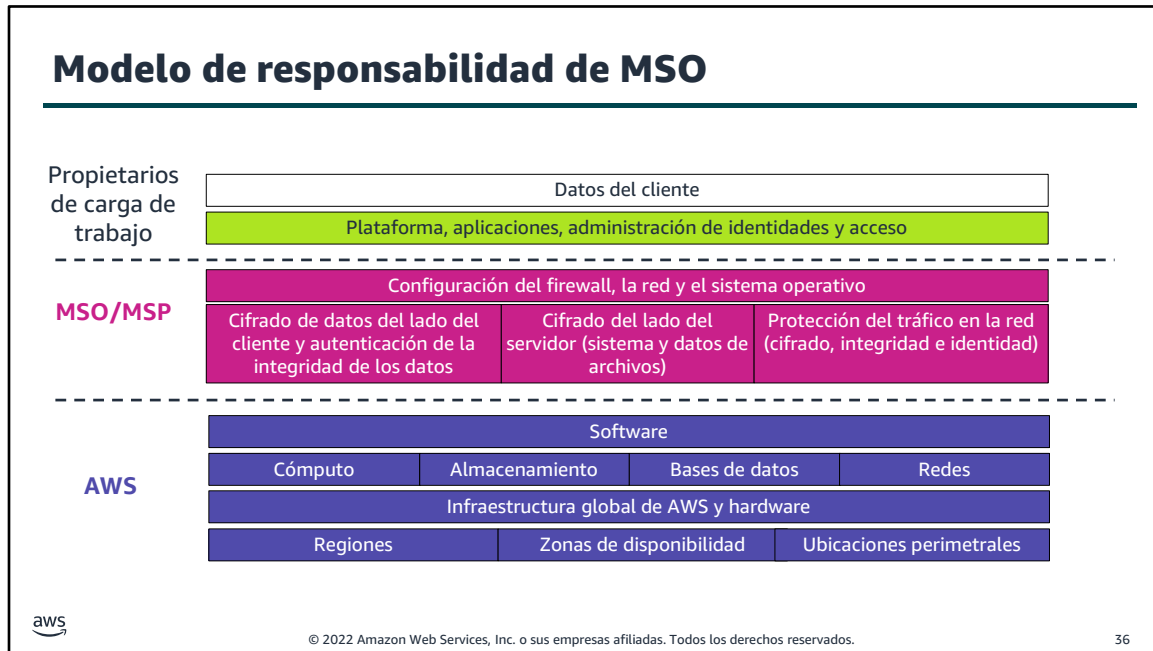 Modelo de responsabilidad de MSO
Propietarios
de carga de
trabajo
Datos del cliente
Plataforma, aplicaciones, administración de identidades y acceso
MSO/MSP
Configuración del firewall, la red y el sistema operativo
Cifrado de datos del lado del
cliente y autenticación de la
integridad de los datos
Cifrado del lado del
servidor (sistema y datos de
archivos)
Protección del tráfico en la red
(cifrado, integridad e identidad)
AWS
Software
Cómputo
Almacenamiento
Bases de datos
Redes
Infraestructura global de AWS y hardware
Regiones
Zonas de disponibilidad
Ubicaciones perimetrales
aws
© 2022 Amazon Web Services, Inc. o sus empresas afiliadas. Todos los derechos reservados.
36